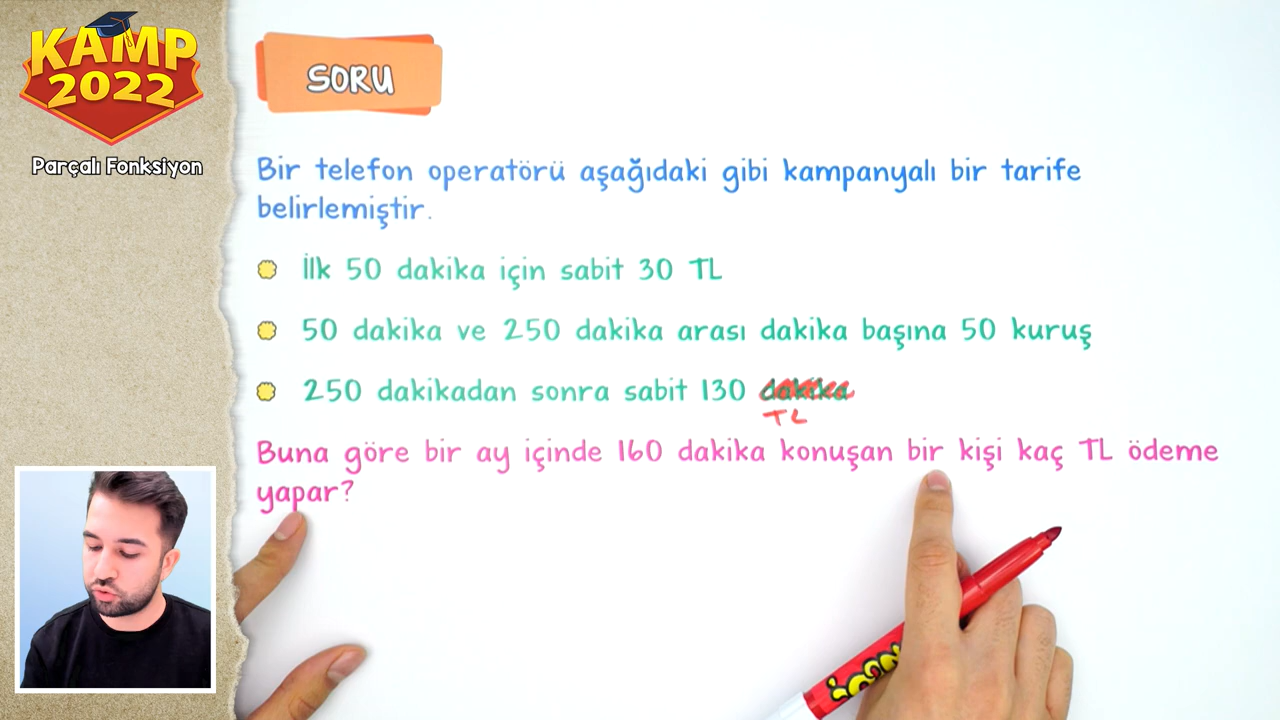 KAMP
2022
Parçalı Fonksiyon
SORU
Bir telefon operatörü aşağıdaki gibi kampanyalı bir tarife
belirlemiştir.
İlk 50 dakika için sabit 30 TL
50 dakika ve 250 dakika arası dakika başına 50 kuruş
250 dakikadan sonra sabit 130 dakika
TL
Buna göre bir ay içinde 160 dakika konuşan bir kişi kaç TL ödeme
yapar?